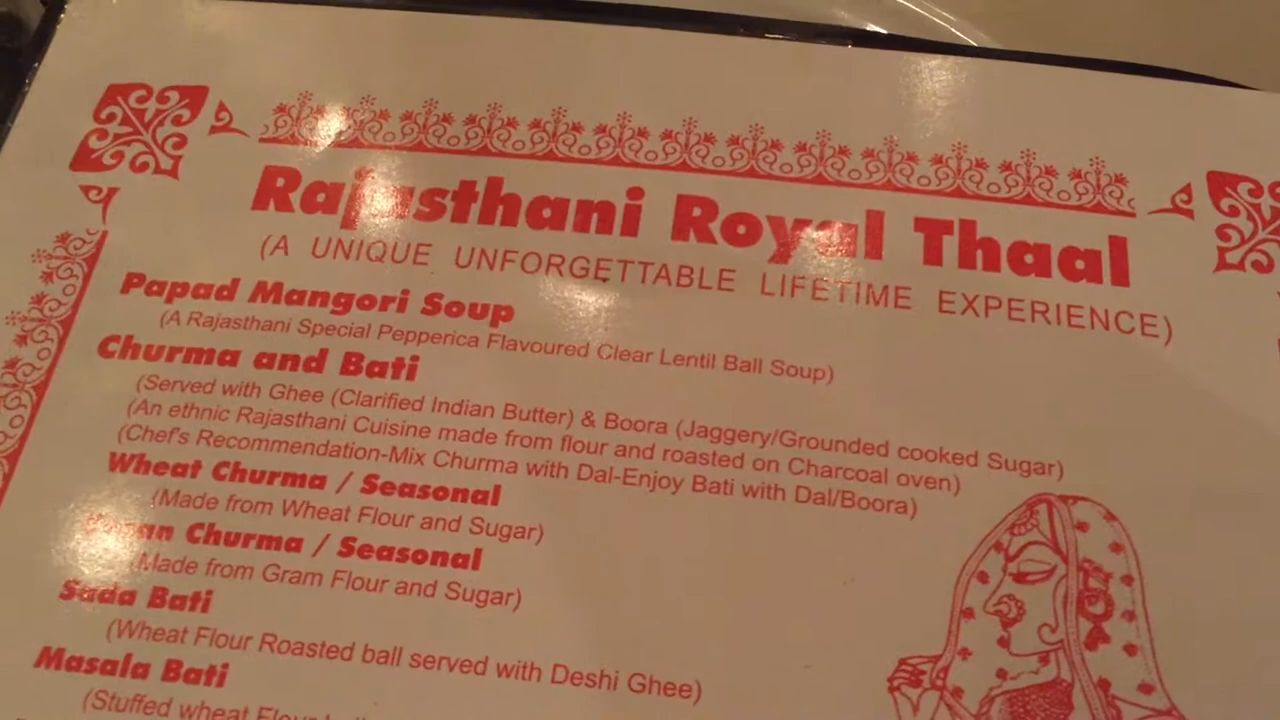 Rajasthani Royal Thaal
(A UNIQUE UNFORGETTABLE LIFETIME EXPERIENCE)
Papad Mangori Soup
(A Rajasthani Special Pepperica Flavoured Clear Lentil Ball Soup)
Churma and Bati
(Served with Ghee (Clarified Indian Butter) & Boora (Jaggery/Grounded cooked Sugar)
(An ethnic Rajasthani Cuisine made from flour and roasted on Charcoal oven)
(Chef's Recommendation-Mix Churma with Dal-Enjoy Bati with Dal/Boora)
Wheat Churma / Seasonal
(Made from Wheat Flour and Sugar)
Churma / Seasonal
(Made from Gram Flour and Sugar)
Sada Bati
(Wheat Flour Roasted ball served with Deshi Ghee)
Masala Bati
(Stuffed wheat Flour